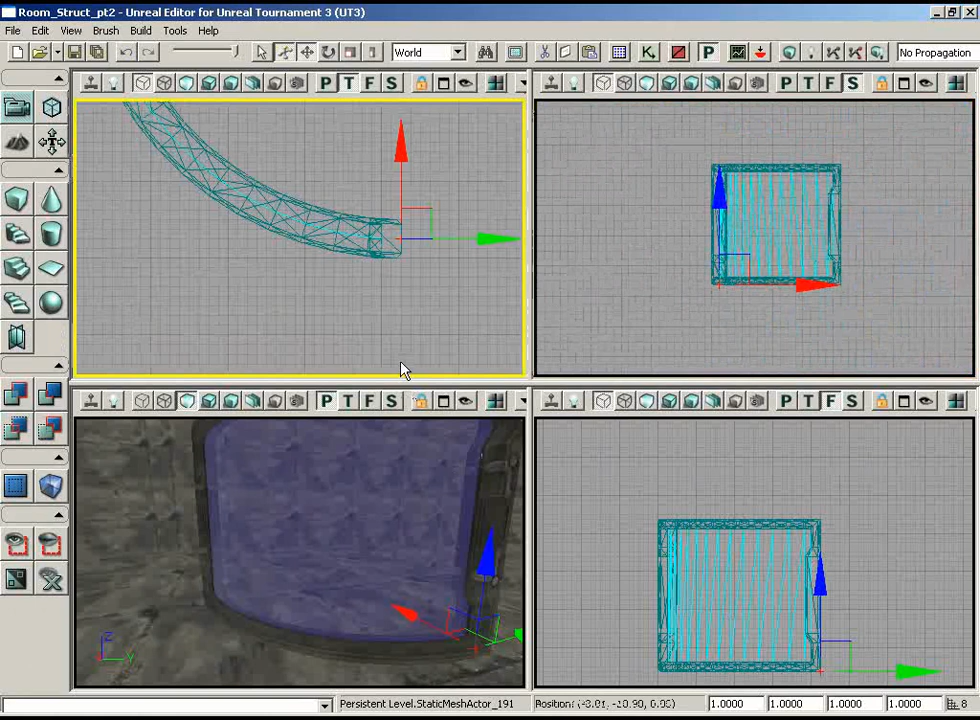 Room_Struct_pt2 - Unreal Editor for Unreal Tournament 3 (UT3)
File Edit View Brush Build Tools Help
World
P
No Propagation
P T F S
P T F S
P T F S
P T F S
Z
Y
Persistent Level.StaticMeshActor_191
1.0000 1.0000 1.0000 1.0000
8